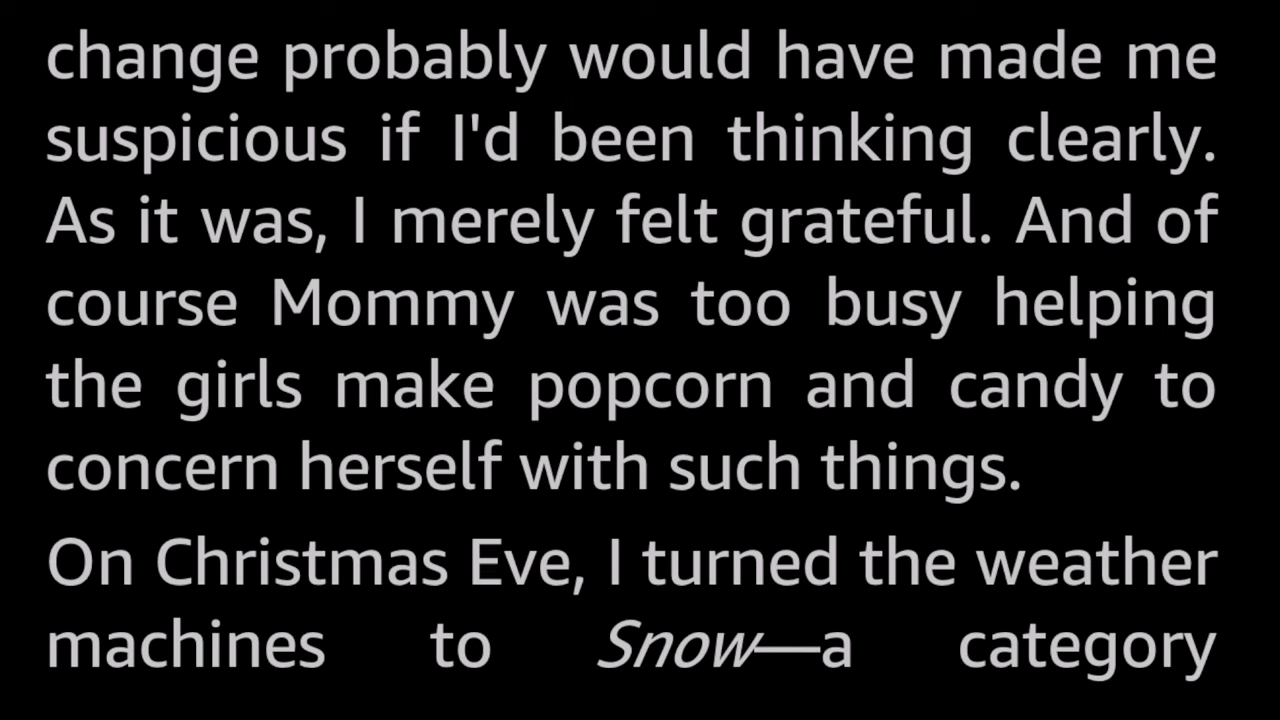 change probably would have made me
suspicious if I'd been thinking clearly.
As it was, I merely felt grateful. And of
course Mommy was too busy helping
the girls make popcorn and candy to
concern herself with such things.
On Christmas Eve, I turned the weather
machines to Snow—a category